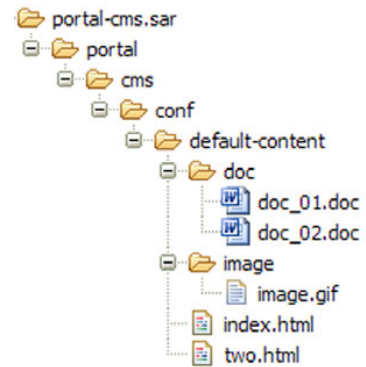 portal-cms.sar
portal
cms
conf
default-content
doc
doc_01.doc
doc_02.doc
image
image.gif
index.html
two.html